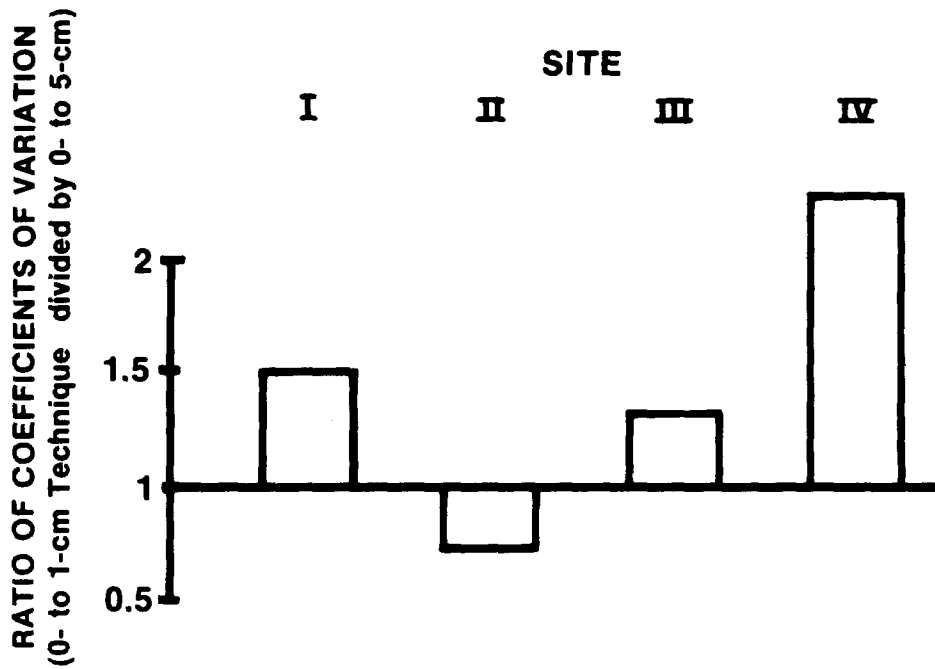 RATIO OF COEFFICIENTS OF VARIATION
(0- to 1-cm Technique divided by 0- to 5-cm)
SITE
I II III IV
2
1.5
1
0.5